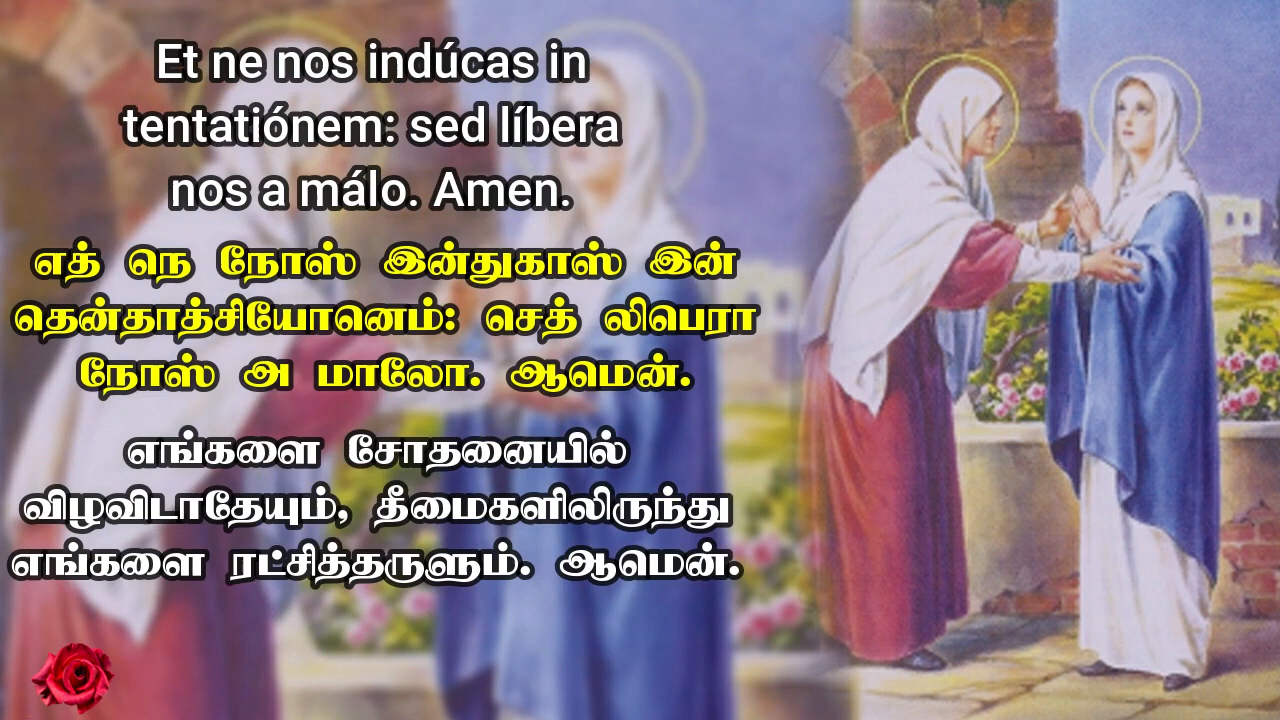 Et ne nos indúcas in
tentatiónem: sed líbera
nos a málo. Amen.
எத் நெ நோஸ் இன்துகாஸ் இன்
தென்தாத்சியோனெம்: செத் லிபெரா
நோஸ் அ மாலோ. ஆமென்.
எங்களை சோதனையில்
விழவிடாதேயும், தீமைகளிலிருந்து
எங்களை ரட்சித்தருளும். ஆமென்.